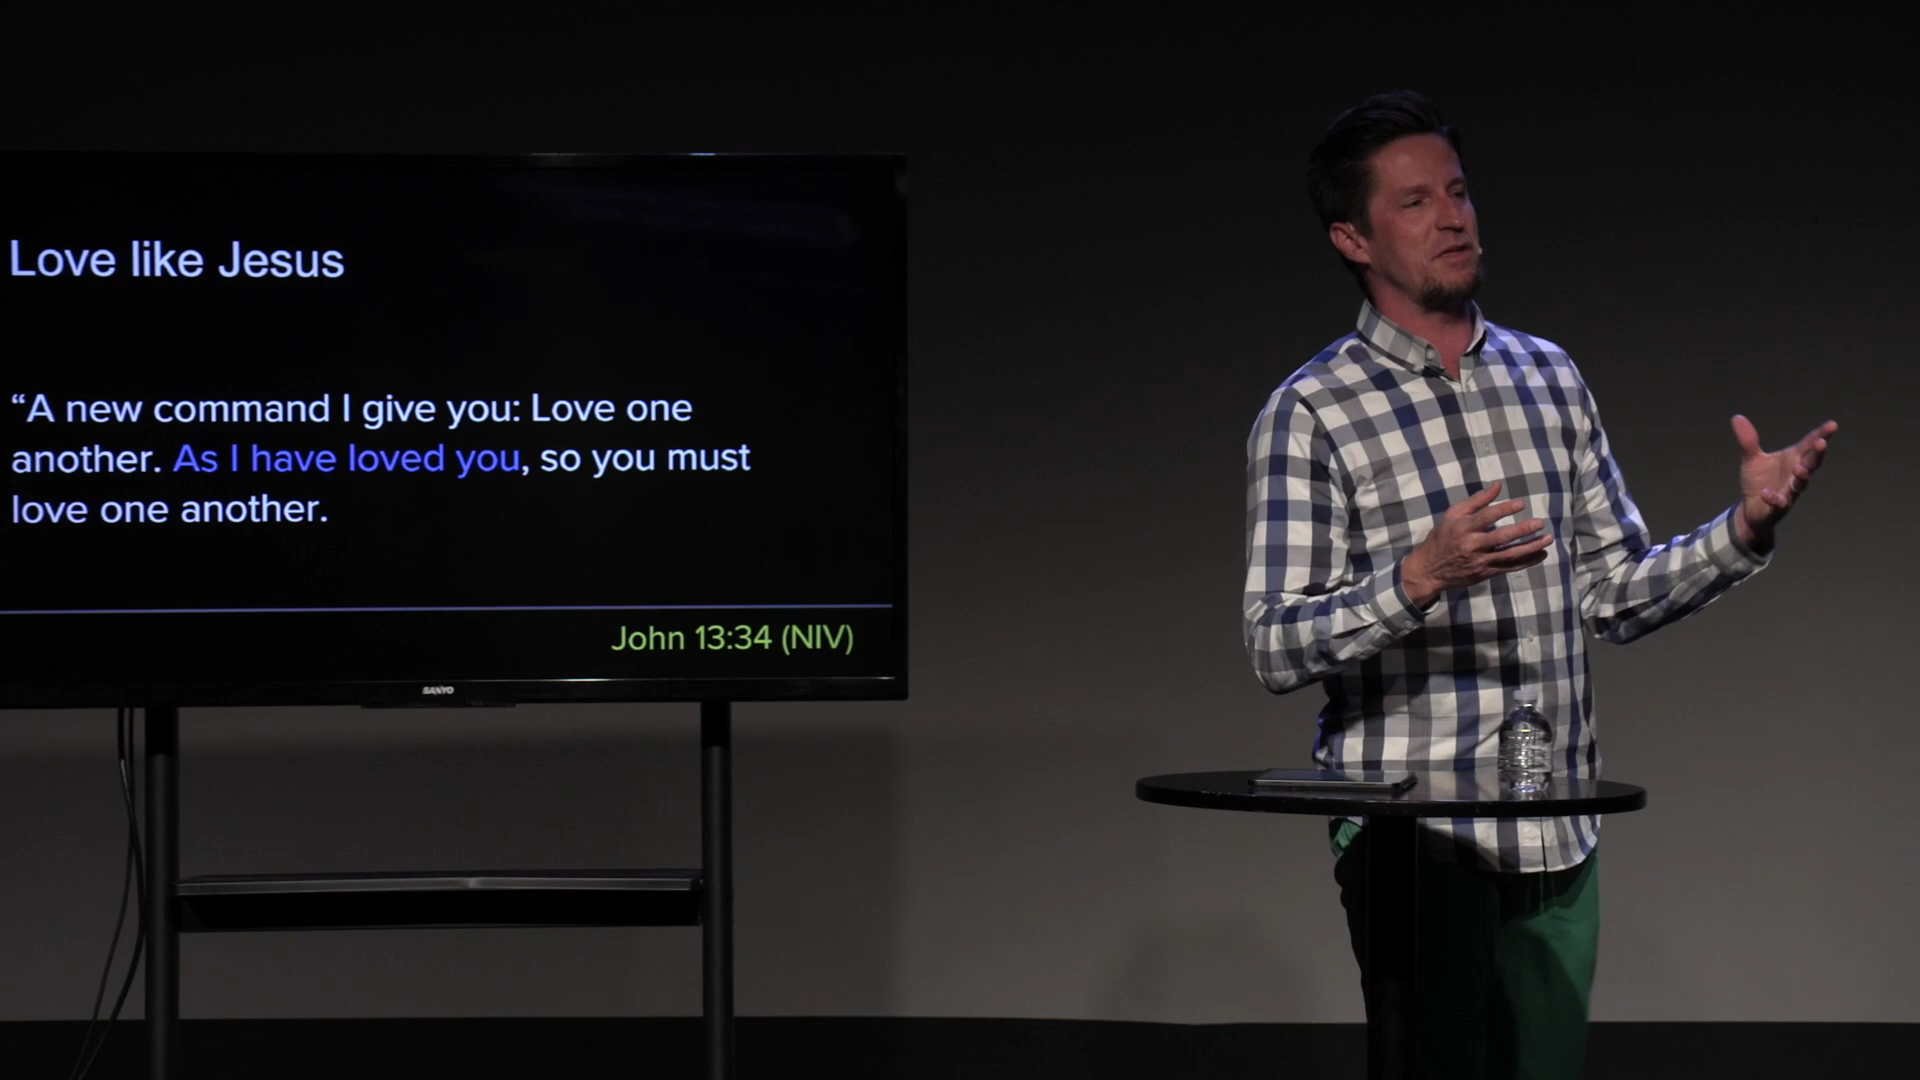 Love like Jesus
“A new command I give you: Love one
another. As I have loved you, so you must
love one another.
John 13:34 (NIV)
SANYO